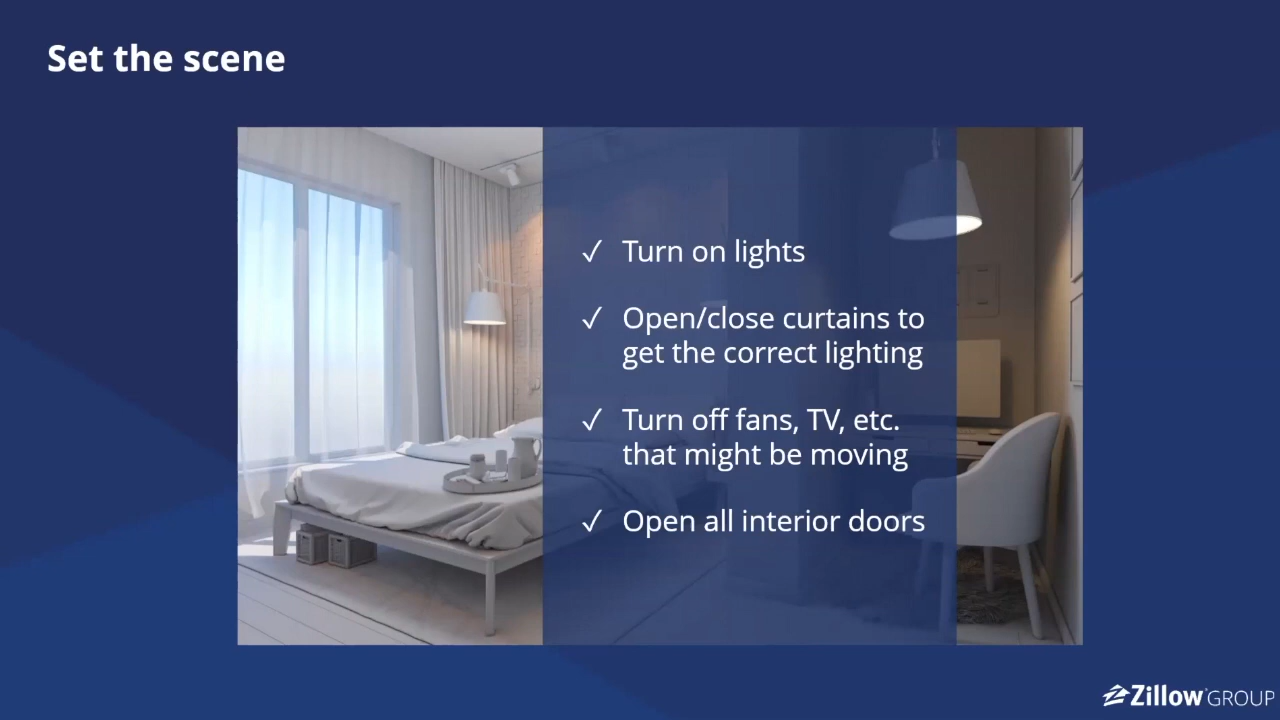 Set the scene
✓ Turn on lights
✓ Open/close curtains to
get the correct lighting
✓ Turn off fans, TV, etc.
that might be moving
✓ Open all interior doors
Zillow GROUP